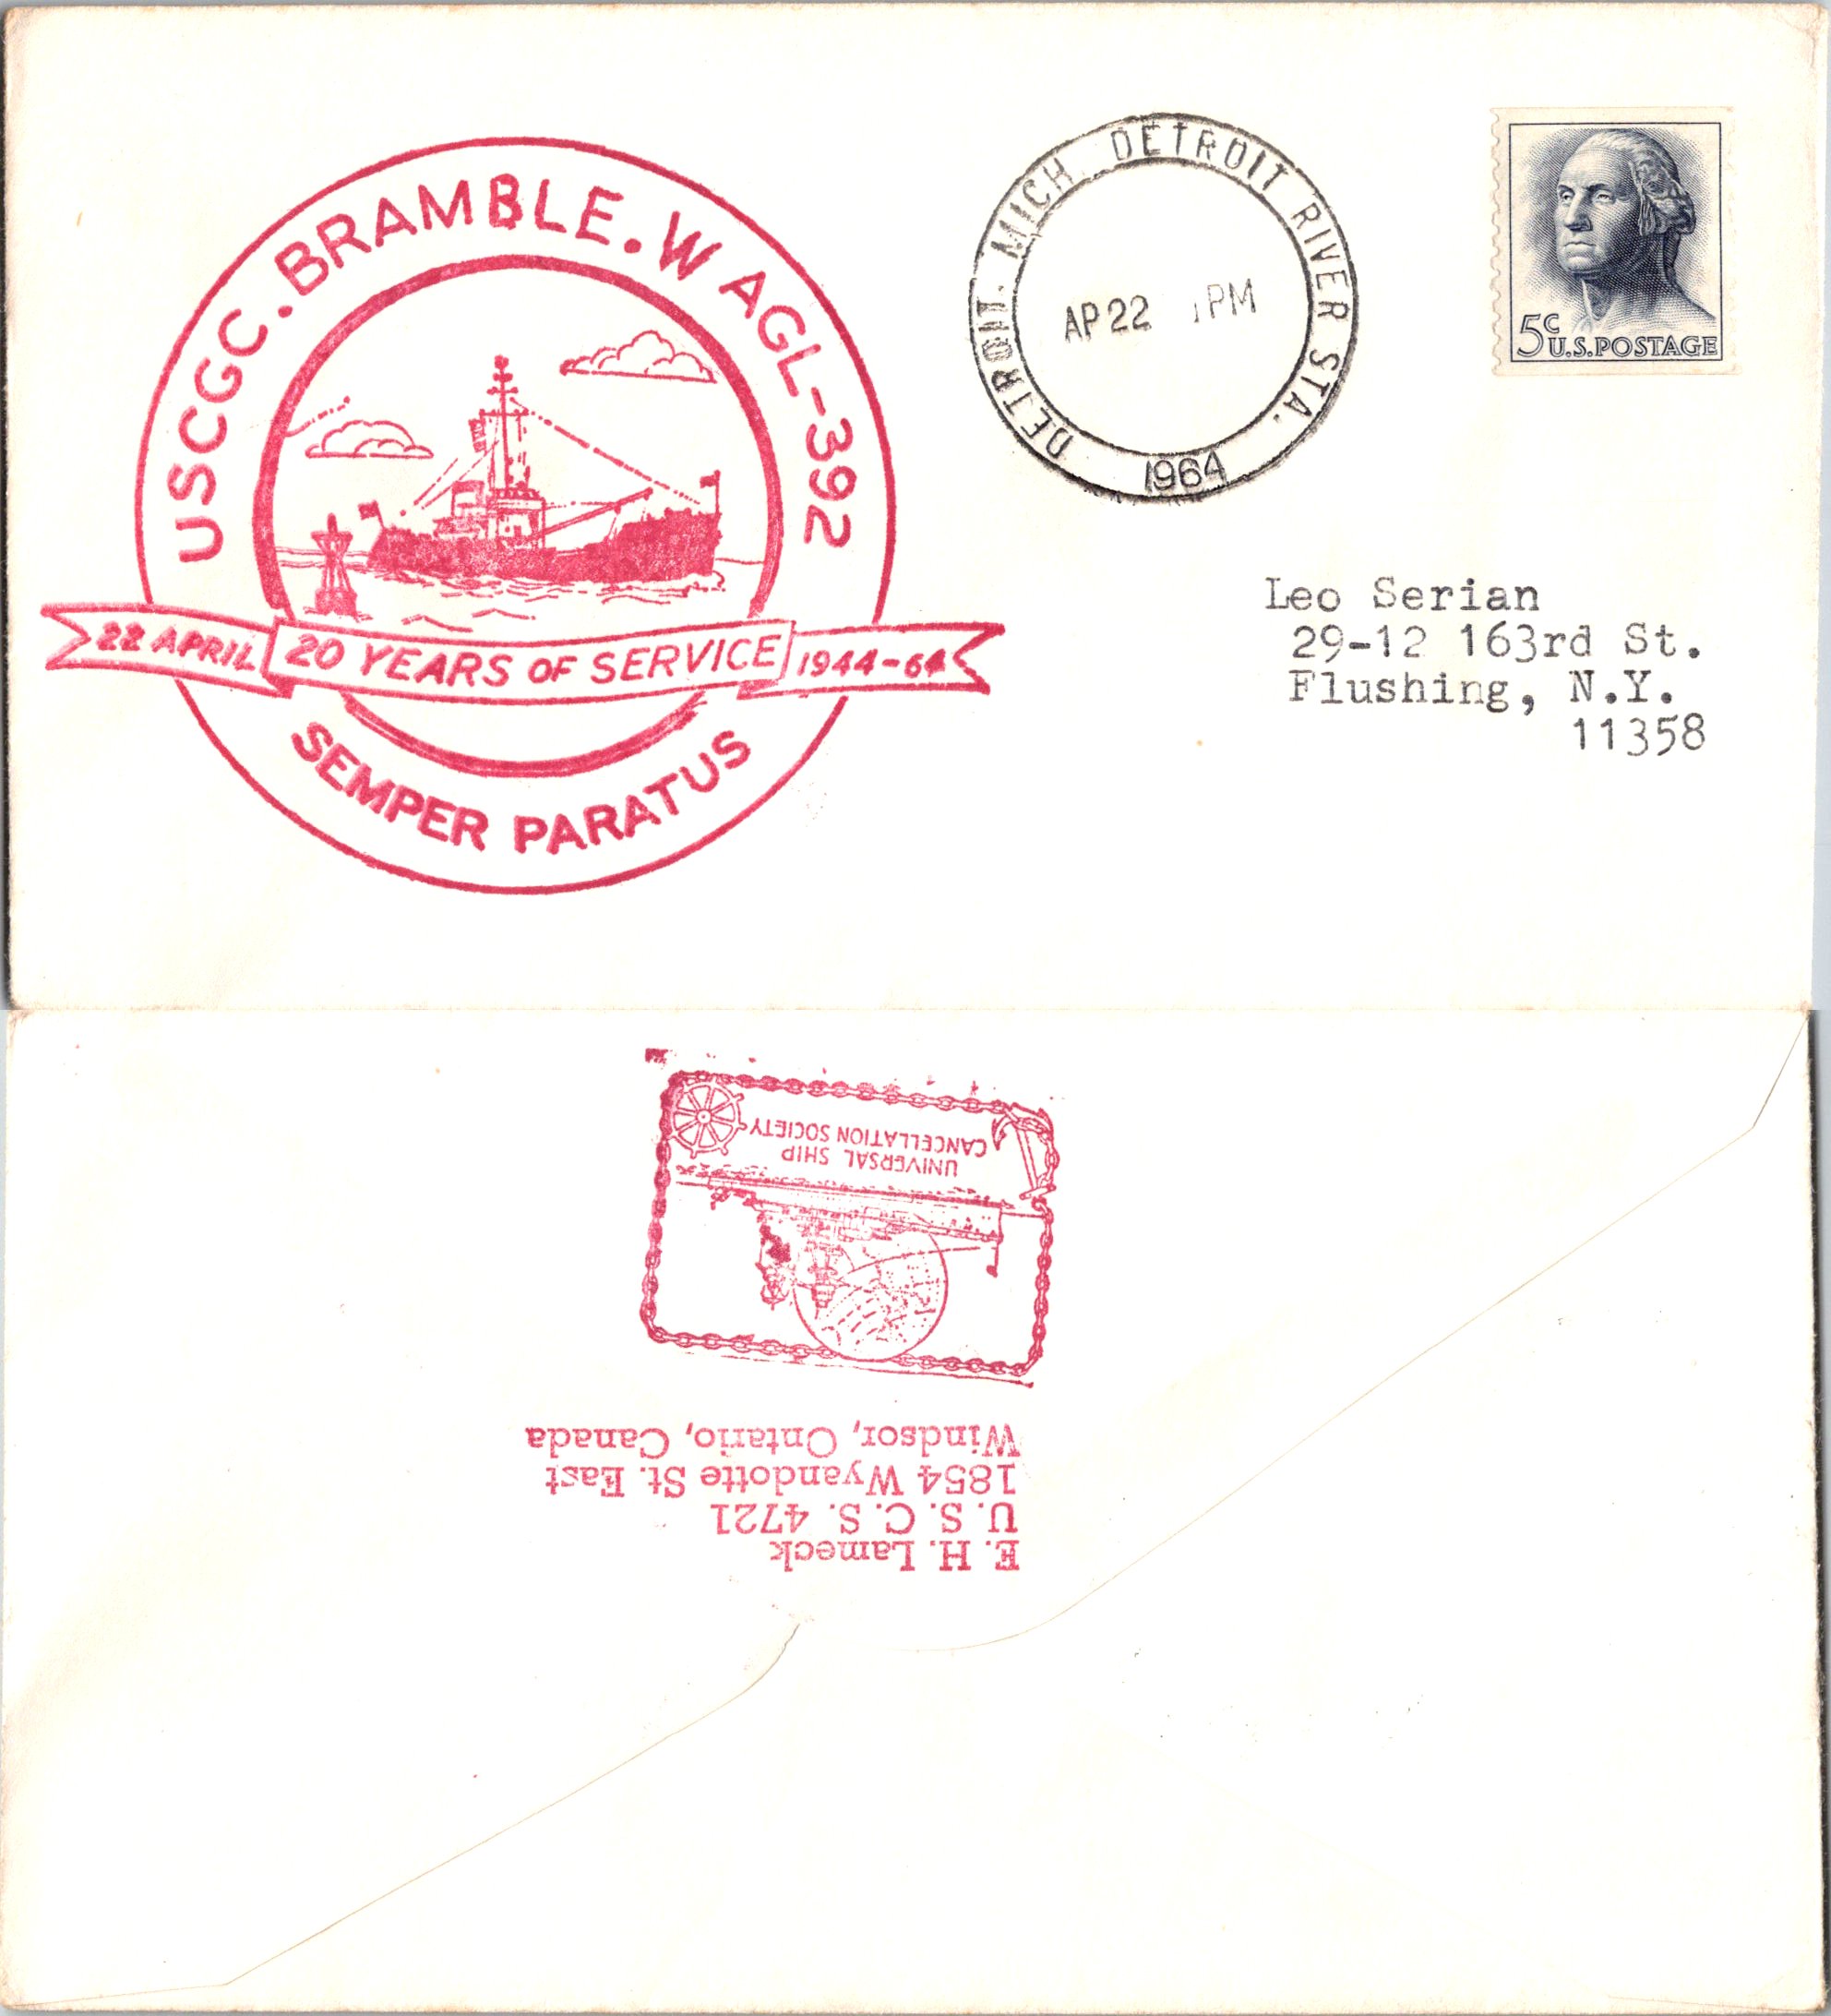 USCGC. BRAMBLE. WAGL-392
22 APRIL 20 YEARS OF SERVICE 1944-64
SEMPER PARATUS
DETROIT. MICH. DETROIT RIVER STA.
AP 22 1 PM
1964
5c
U.S.POSTAGE
Leo Serian
29-12 163rd St.
Flushing, N.Y.
11358
E. H. Lameck
U. S. C. S. 4721
1854 Wyandotte St. East
Windsor, Ontario, Canada
UNIVERSAL SHIP
CANCELLATION SOCIETY